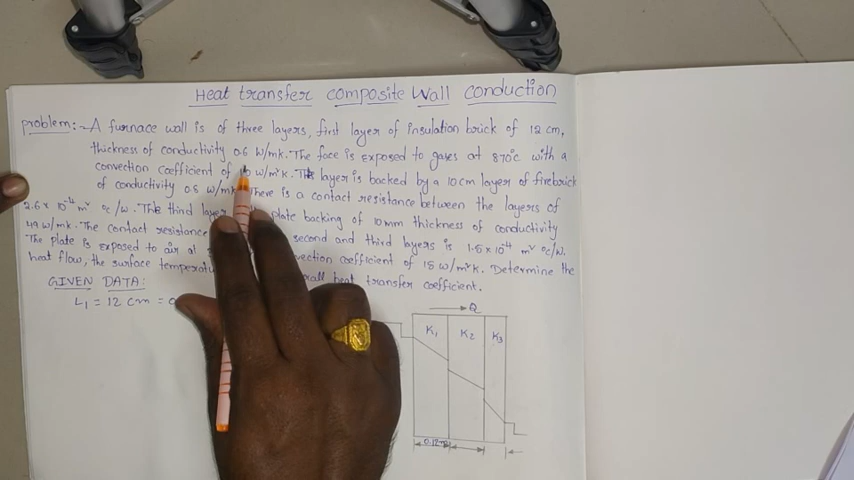 Heat transfer composite Wall conduction
problem:- A furnace wall is of three layers, first layer of insulation brick of 12 cm,
thickness of conductivity 0.6 W/mk. The face is exposed to gases at 870°c with a
convection coefficient of W/m²K. The layer is backed by a 10cm layer of firebrick
of conductivity 0.8 W/mk. There is a contact resistance between the layers of
2.6 x 10⁻⁴ m² °c/W. The third layer plate backing of 10mm thickness of conductivity
49 W/mk. The contact resistance second and third layers is 1.5x10⁻⁴ m² °c/w.
The plate is exposed to air at convection coefficient of 15 W/m²K. Determine the
heat flow, the surface temperatu overall heat transfer coefficient.
GIVEN DATA:
L₁ = 12 cm =
Q
K₁ K₂ K₃
0.12m